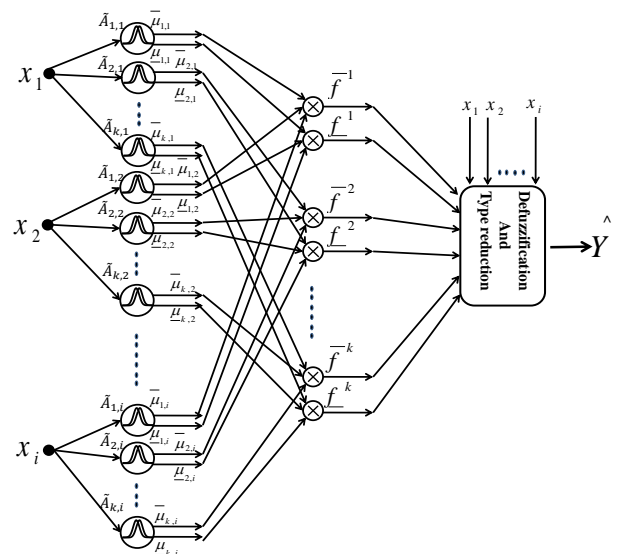 Ã₁,₁ μ̅₁,₁
x₁
μ̲₁,₁ μ̅₂,₁
Ã₂,₁
μ̲₂,₁
Ãₖ,₁ μ̅ₖ,₁
μ̲ₖ,₁ μ̅₁,₂
Ã₁,₂
μ̲₁,₂
x₂
Ã₂,₂ μ̅₂,₂
μ̲₂,₂
Ãₖ,₂ μ̅ₖ,₂
μ̲ₖ,₂
Ã₁,ᵢ μ̅₁,ᵢ
xᵢ
μ̲₁,ᵢ μ̅₂,ᵢ
Ã₂,ᵢ
μ̲₂,ᵢ
Ãₖ,ᵢ μ̅ₖ,ᵢ
μ̲ₖ,ᵢ
f̅¹
f̲¹
f̅²
f̲²
f̅ᵏ
f̲ᵏ
x₁ x₂ xᵢ
Defuzzification
And
Type reduction
Ŷ